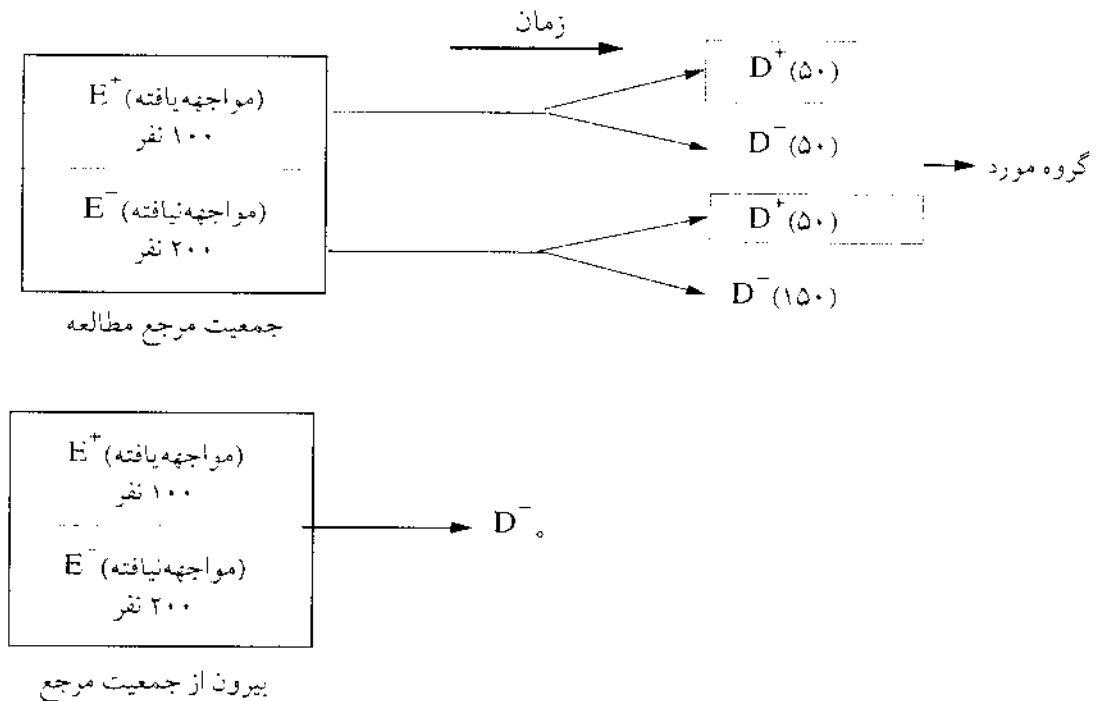 زمان
E⁺(مواجهه‌یافته)
۱۰۰ نفر
E⁻(مواجهه‌نیافته)
۲۰۰ نفر
جمعیت مرجع مطالعه
D⁺(۵۰)
D⁻(۵۰)
D⁺(۵۰)
D⁻(۱۵۰)
گروه مورد
E⁺(مواجهه‌یافته)
۱۰۰ نفر
E⁻(مواجهه‌نیافته)
۲۰۰ نفر
D⁻。
بیرون از جمعیت مرجع